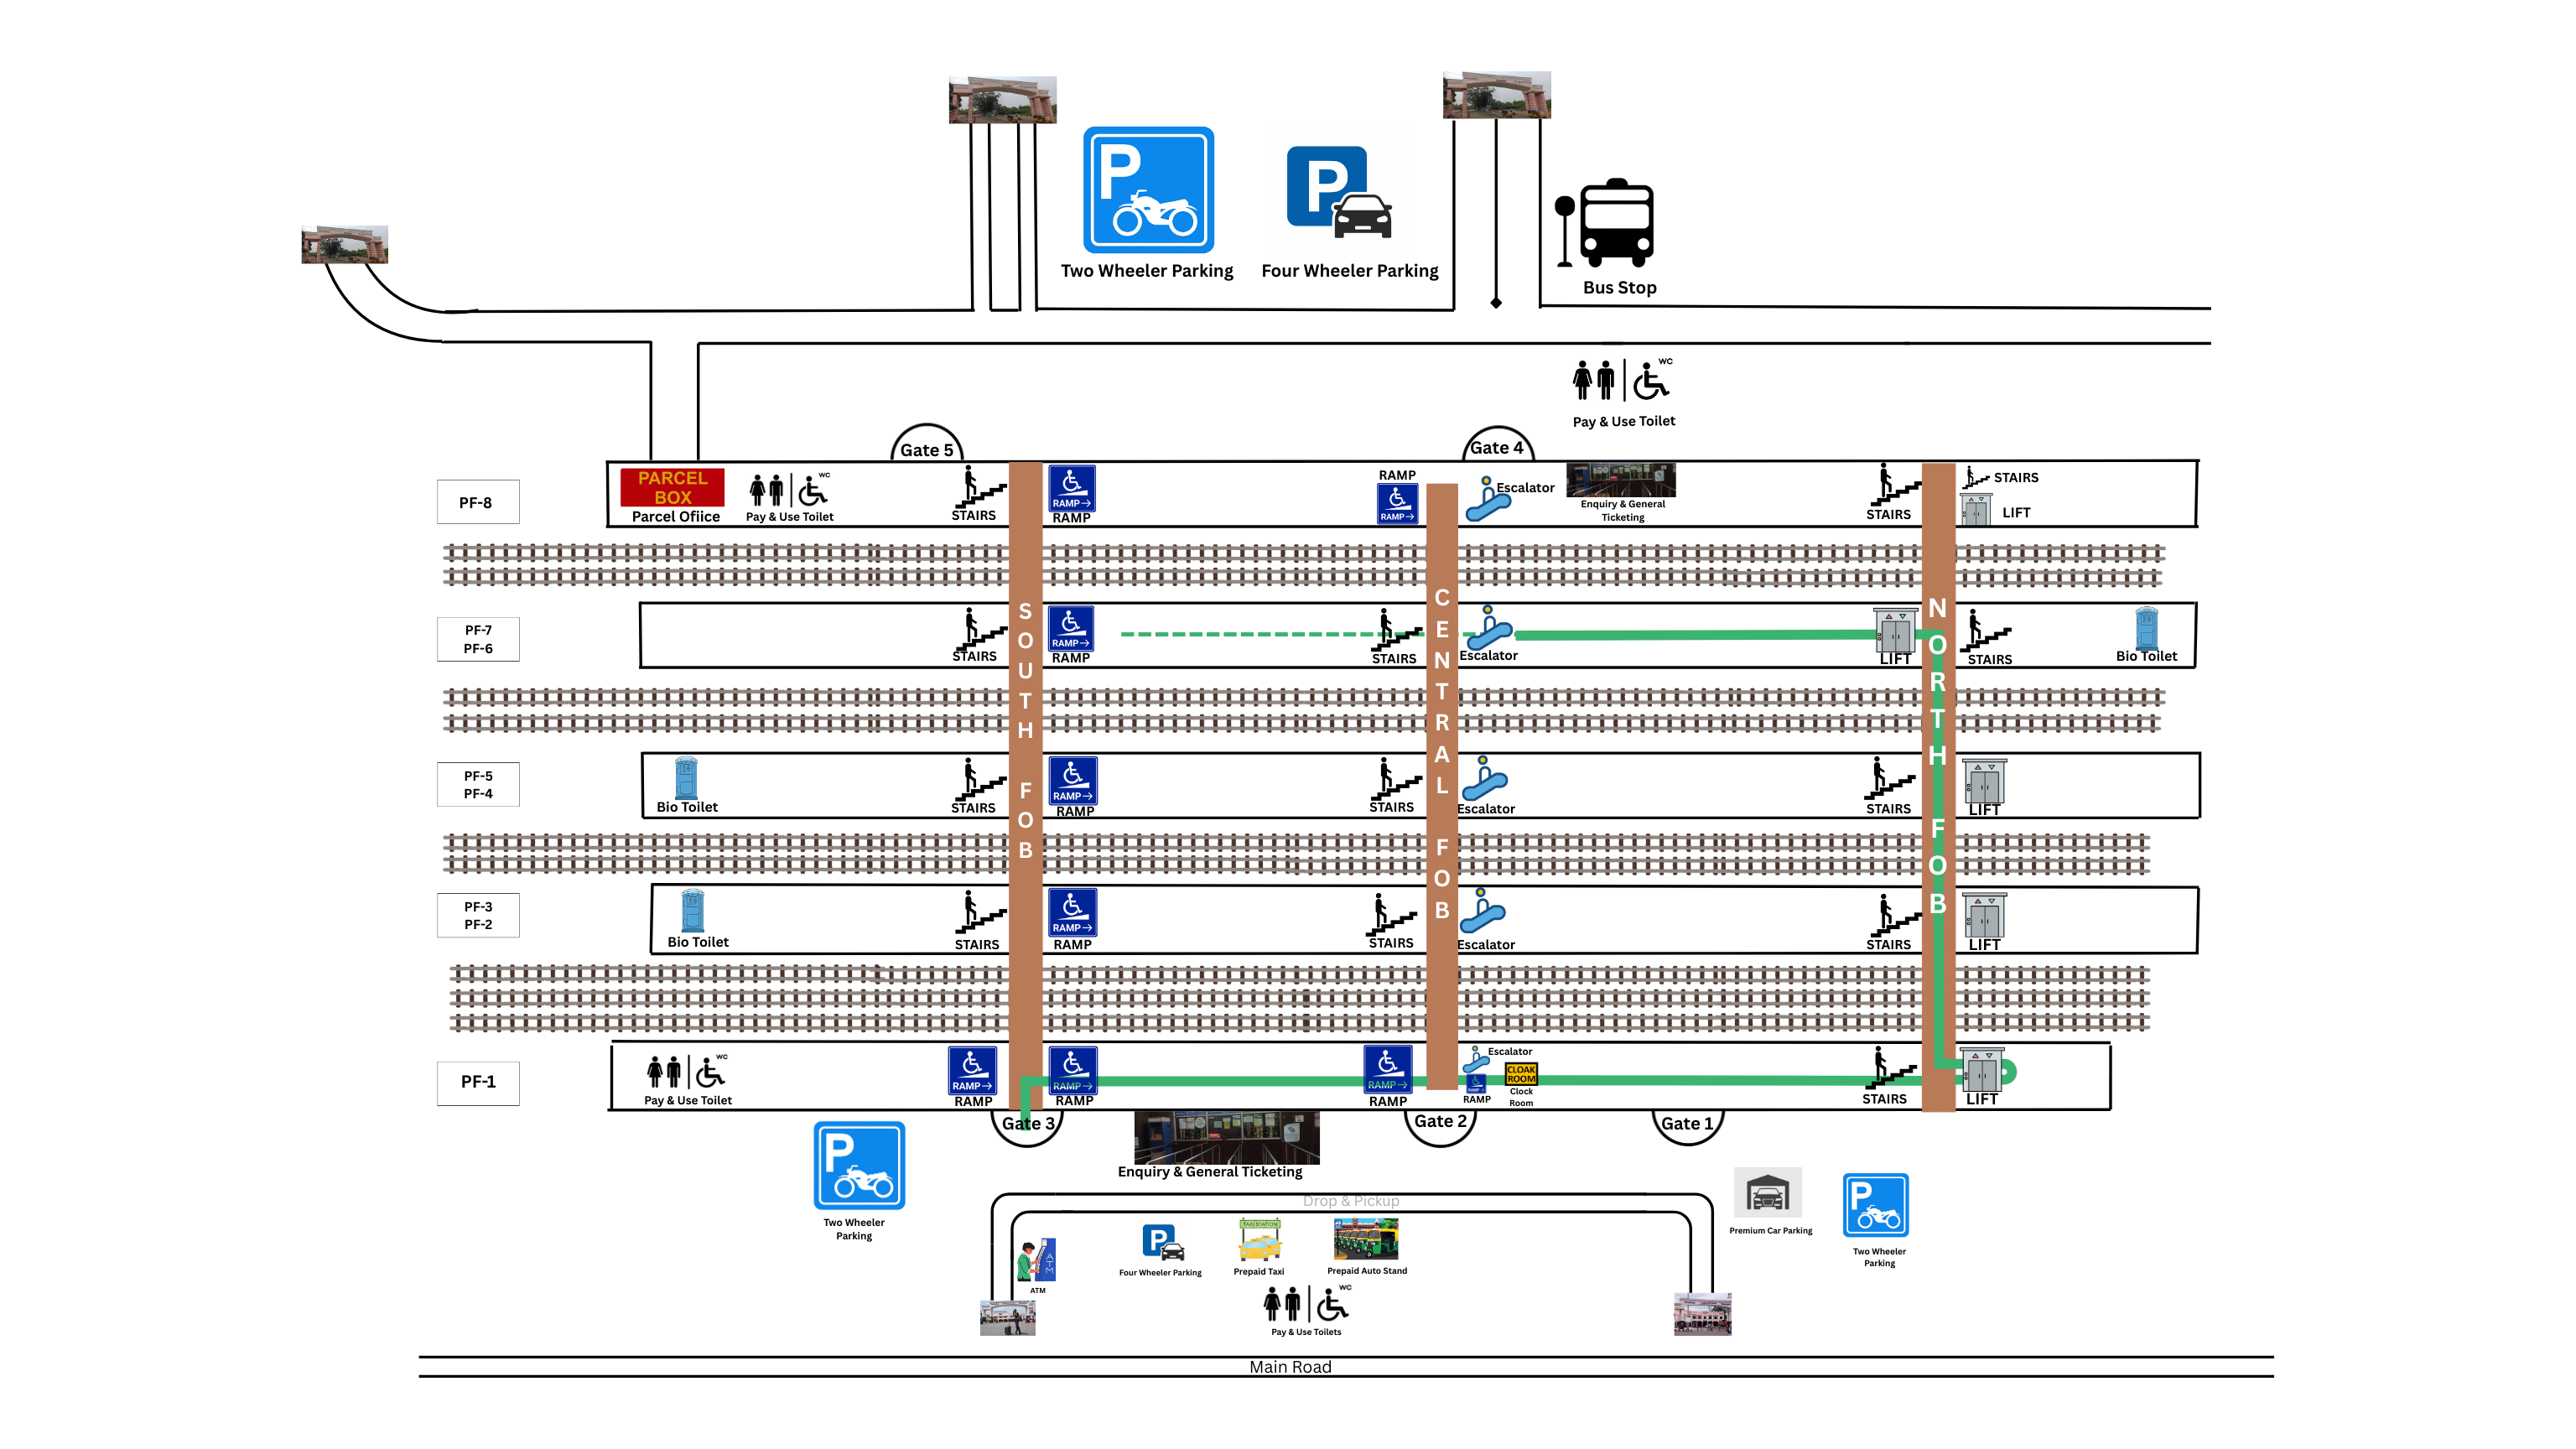 Two Wheeler Parking
Four Wheeler Parking
Bus Stop
WC
Pay & Use Toilet
Gate 5
Gate 4
PF-8
PARCEL
BOX
Parcel Ofiice
WC
Pay & Use Toilet
STAIRS
RAMP→
RAMP
RAMP
RAMP→
Escalator
Enquiry & General
Ticketing
STAIRS
STAIRS
LIFT
PF-7
PF-6
STAIRS
RAMP→
RAMP
STAIRS
Escalator
LIFT
STAIRS
Bio Toilet
SOUTH FOB
CENTRAL FOB
NORTH FOB
PF-5
PF-4
Bio Toilet
STAIRS
RAMP→
RAMP
STAIRS
Escalator
STAIRS
LIFT
PF-3
PF-2
Bio Toilet
STAIRS
RAMP→
RAMP
STAIRS
Escalator
STAIRS
LIFT
PF-1
WC
Pay & Use Toilet
RAMP→
RAMP
RAMP→
RAMP
RAMP→
RAMP
Escalator
RAMP
CLOAK
ROOM
Clock
Room
STAIRS
LIFT
Gate 3
Gate 2
Gate 1
Enquiry & General Ticketing
Two Wheeler
Parking
Drop & Pickup
ATM
ATM
Four Wheeler Parking
TAXI STATION
Prepaid Taxi
Prepaid Auto Stand
WC
Pay & Use Toilets
Premium Car Parking
Two Wheeler
Parking
Main Road